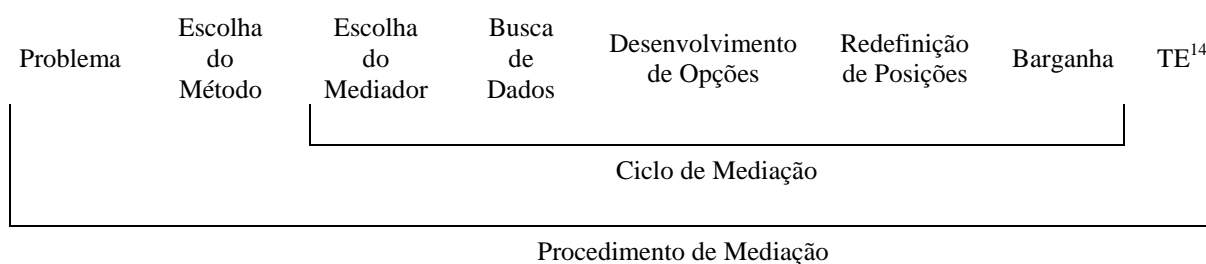 Problema
Escolha
do
Método
Escolha
do
Mediador
Busca
de
Dados
Desenvolvimento
de Opções
Redefinição
de Posições
Barganha
TE14
Ciclo de Mediação
Procedimento de Mediação